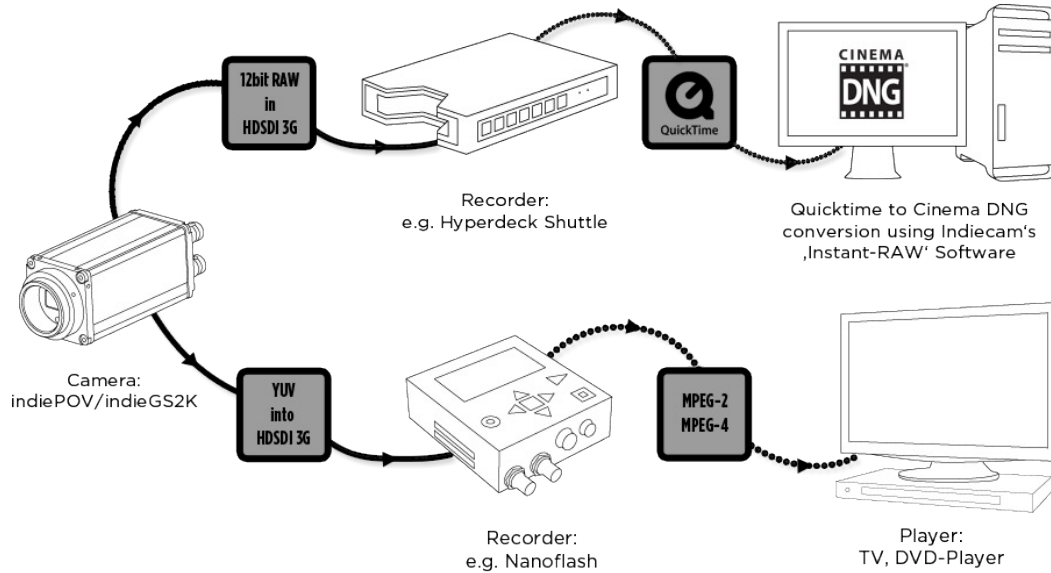 12bit RAW
in
HDSDI 3G
QuickTime
CINEMA
DNG
Recorder:
e.g. Hyperdeck Shuttle
Quicktime to Cinema DNG
conversion using Indiecam‘s
‚Instant-RAW‘ Software
Camera:
indiePOV/indieGS2K
YUV
into
HDSDI 3G
MPEG-2
MPEG-4
Recorder:
e.g. Nanoflash
Player:
TV, DVD-Player